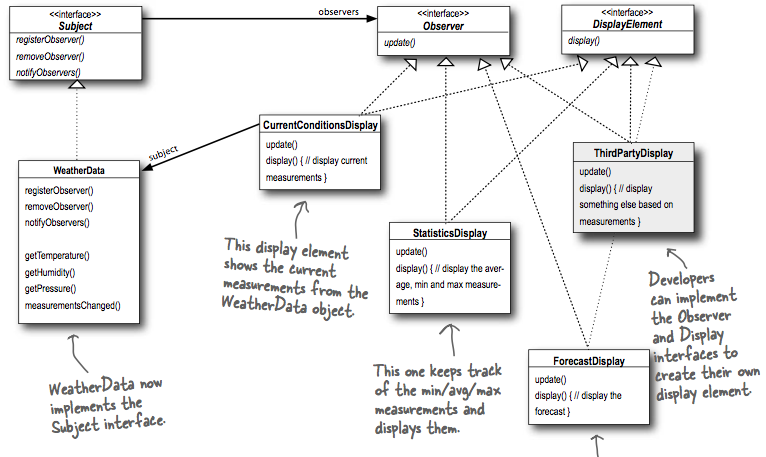 <<interface>>
Subject
registerObserver()
removeObserver()
notifyObservers()
observers
<<interface>>
Observer
update()
<<interface>>
DisplayElement
display()
subject
WeatherData
registerObserver()
removeObserver()
notifyObservers()
getTemperature()
getHumidity()
getPressure()
measurementsChanged()
WeatherData now
implements the
Subject interface.
CurrentConditionsDisplay
update()
display() { // display current
measurements }
This display element
shows the current
measurements from the
WeatherData object.
StatisticsDisplay
update()
display() { // display the aver-
age, min and max measure-
ments }
This one keeps track
of the min/avg/max
measurements and
displays them.
ThirdPartyDisplay
update()
display() { // display
something else based on
measurements }
Developers
can implement
the Observer
and Display
interfaces to
create their own
display element.
ForecastDisplay
update()
display() { // display the
forecast }